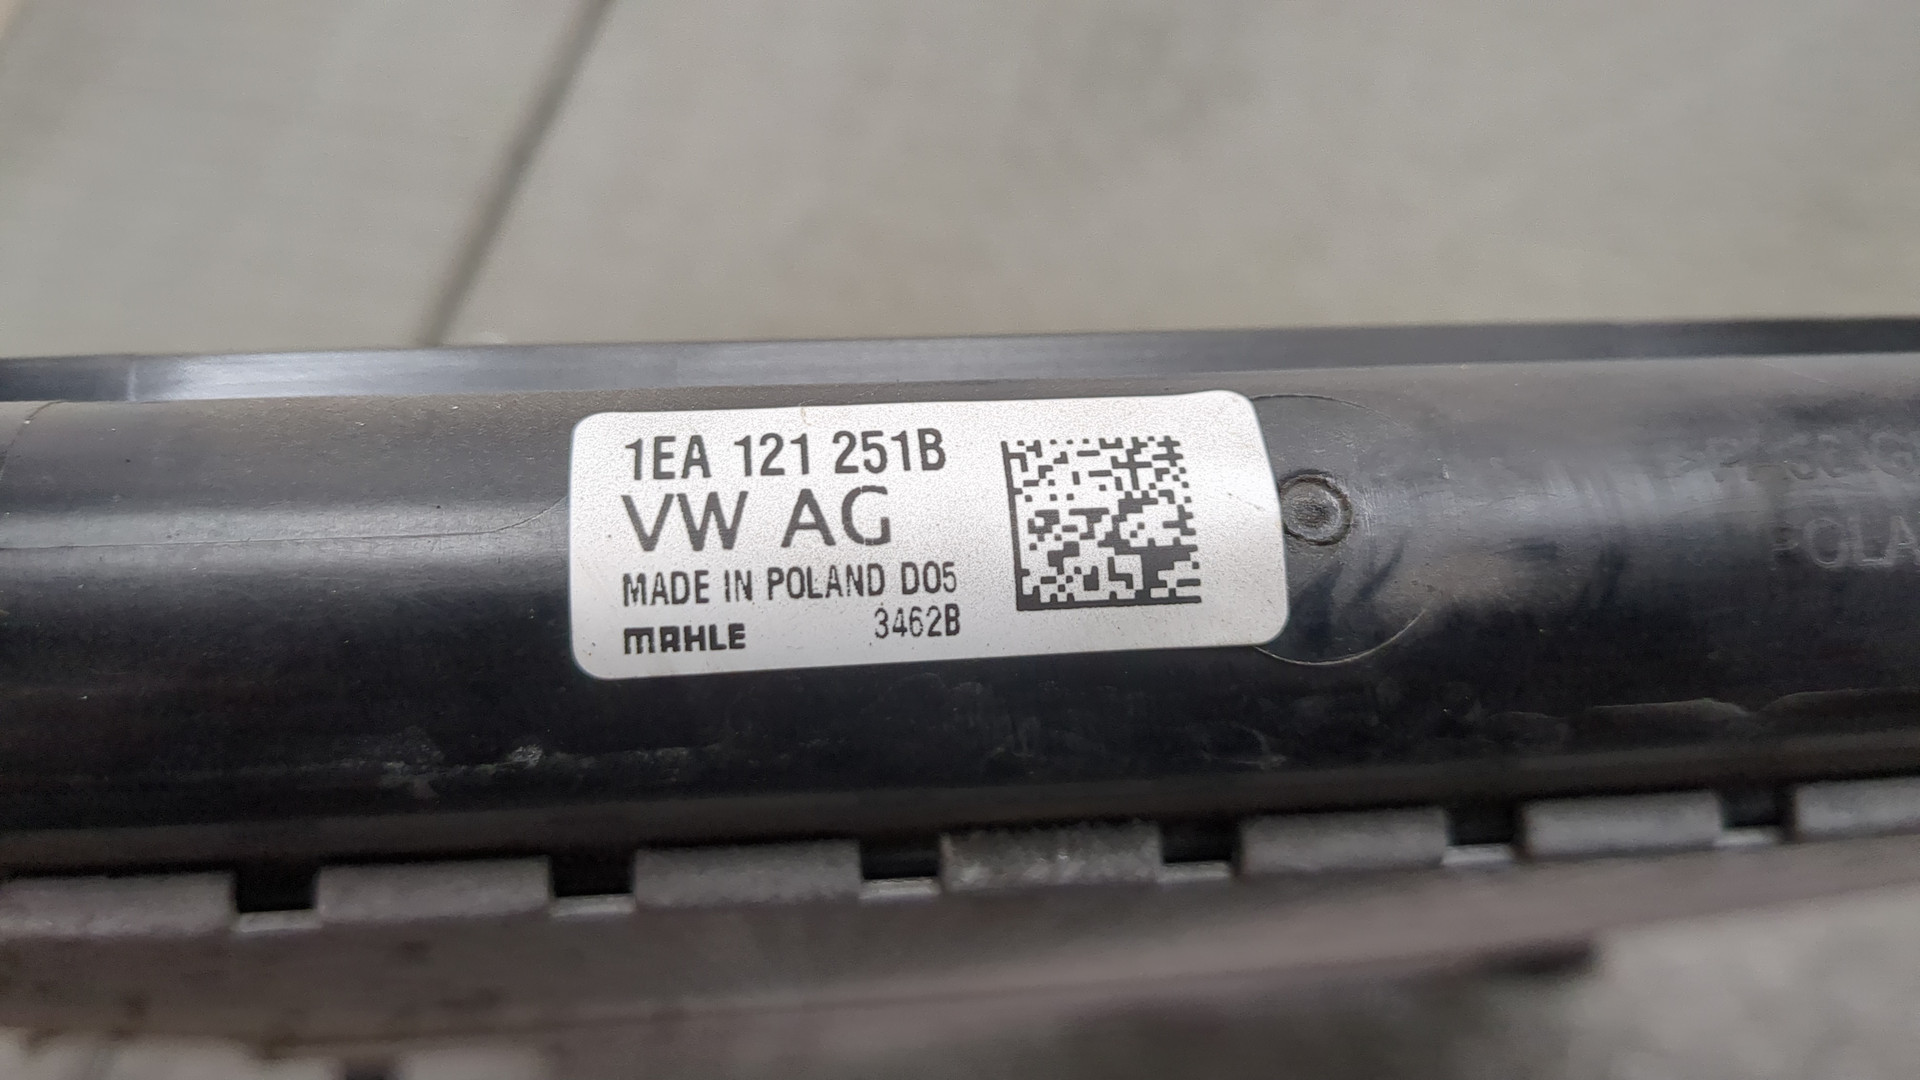 1EA 121 251B
VW AG
MADE IN POLAND D05
MAHLE 3462B